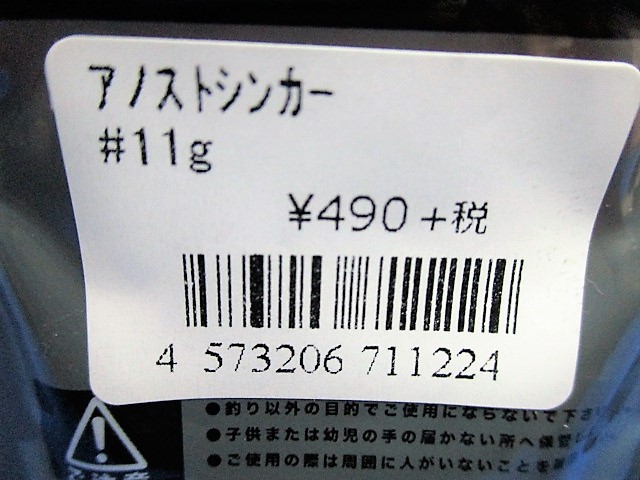 アノストシンカー
#11g
¥490+税
4 573206 711224
●釣り以外の目的でご使用にならないで下さ
●子供または幼児の手の届かない所へ保管
●ご使用の際は周囲に人がいないことを
注意